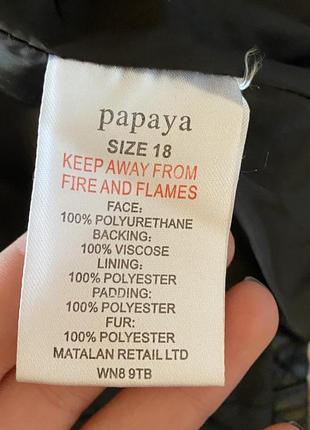 papaya
SIZE 18
KEEP AWAY FROM
FIRE AND FLAMES
FACE:
100% POLYURETHANE
BACKING:
100% VISCOSE
LINING:
100% POLYESTER
PADDING:
100% POLYESTER
FUR:
100% POLYESTER
MATALAN RETAIL LTD
WN8 9TB